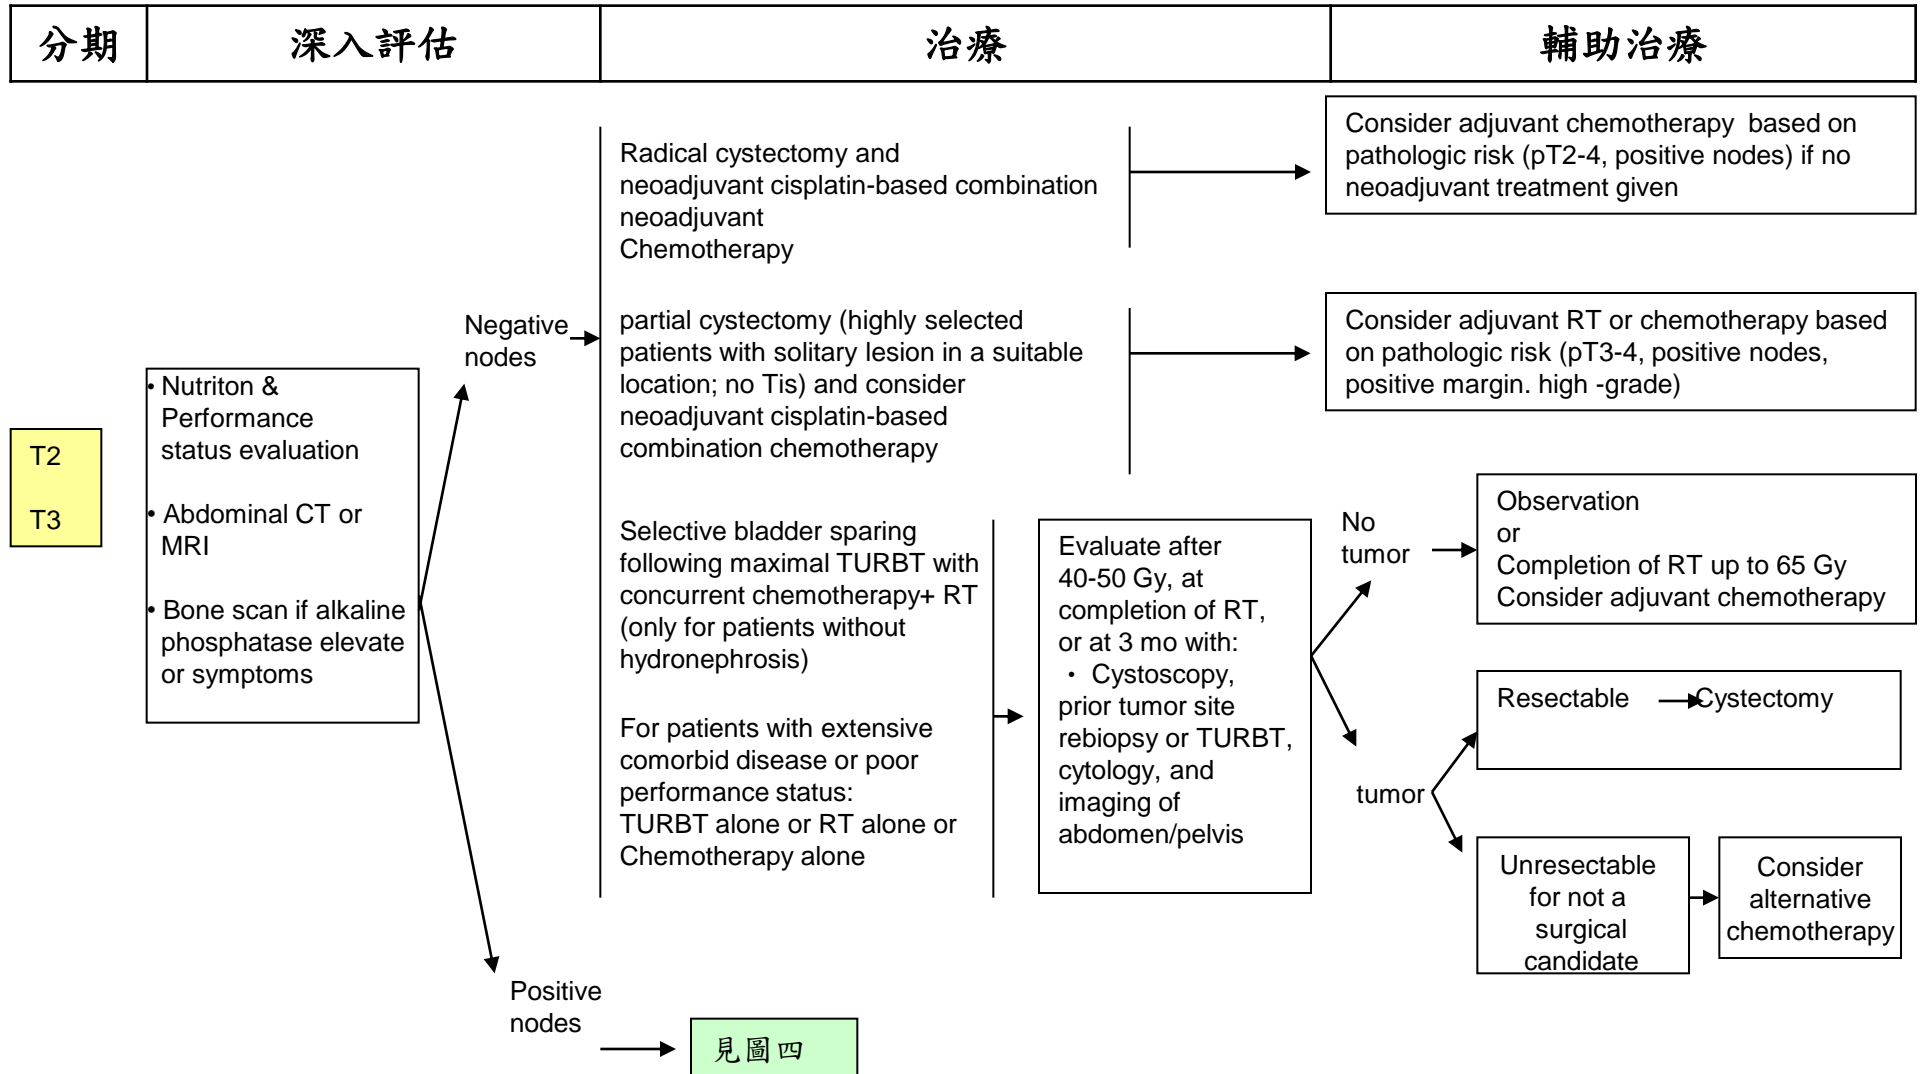 分期
深入評估
治療
輔助治療
T2
T3
• Nutriton &
Performance
status evaluation
• Abdominal CT or
MRI
• Bone scan if alkaline
phosphatase elevate
or symptoms
Negative
nodes
Radical cystectomy and
neoadjuvant cisplatin-based combination
neoadjuvant
Chemotherapy
Consider adjuvant chemotherapy based on
pathologic risk (pT2-4, positive nodes) if no
neoadjuvant treatment given
partial cystectomy (highly selected
patients with solitary lesion in a suitable
location; no Tis) and consider
neoadjuvant cisplatin-based
combination chemotherapy
Consider adjuvant RT or chemotherapy based
on pathologic risk (pT3-4, positive nodes,
positive margin. high -grade)
Selective bladder sparing
following maximal TURBT with
concurrent chemotherapy+ RT
(only for patients without
hydronephrosis)
For patients with extensive
comorbid disease or poor
performance status:
TURBT alone or RT alone or
Chemotherapy alone
Evaluate after
40-50 Gy, at
completion of RT,
or at 3 mo with:
• Cystoscopy,
prior tumor site
rebiopsy or TURBT,
cytology, and
imaging of
abdomen/pelvis
No
tumor
Observation
or
Completion of RT up to 65 Gy
Consider adjuvant chemotherapy
tumor
Resectable
Cystectomy
Unresectable
for not a
surgical
candidate
Consider
alternative
chemotherapy
Positive
nodes
見圖四